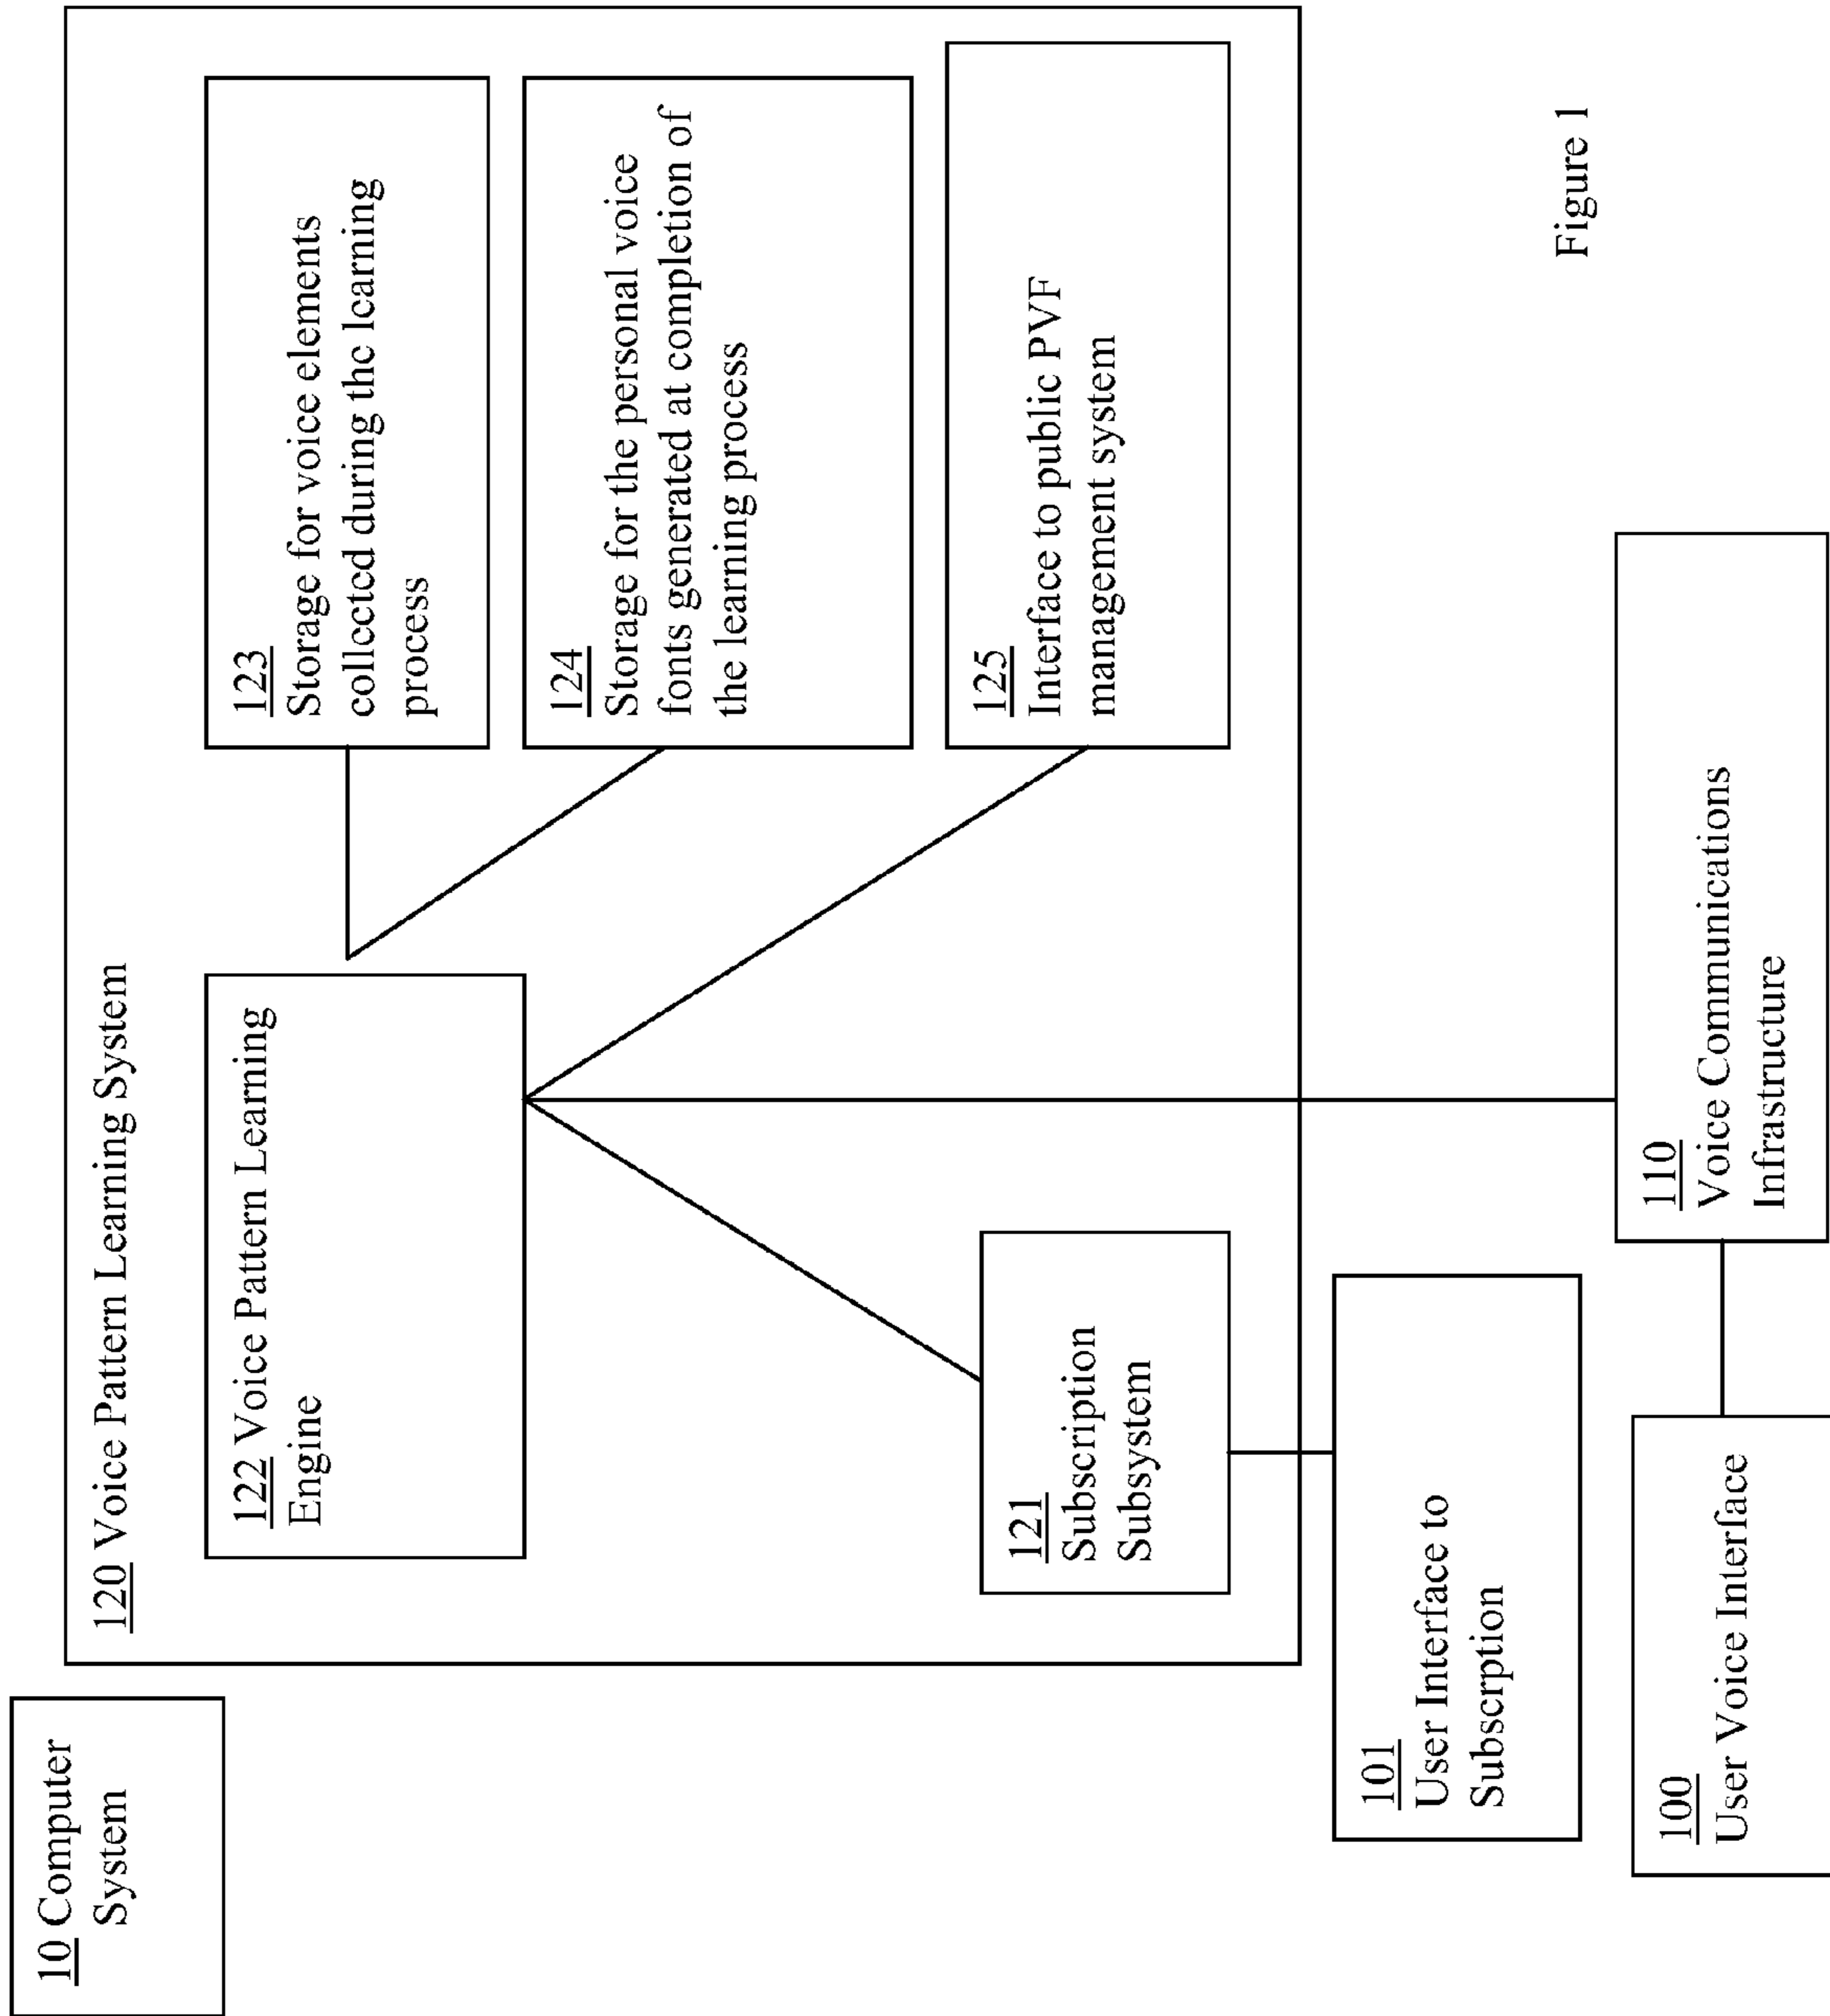 10 Computer
System
120 Voice Pattern Learning System
122 Voice Pattern Learning
Engine
123
Storage for voice elements
collected during the learning
process
124
Storage for the personal voice
fonts generated at completion of
the learning process
121
Subscription
Subsystem
125
Interface to public PVF
management system
101
User Interface to
Subscrption
110
Voice Communications
Infrastructure
100
User Voice Interface
Figure 1